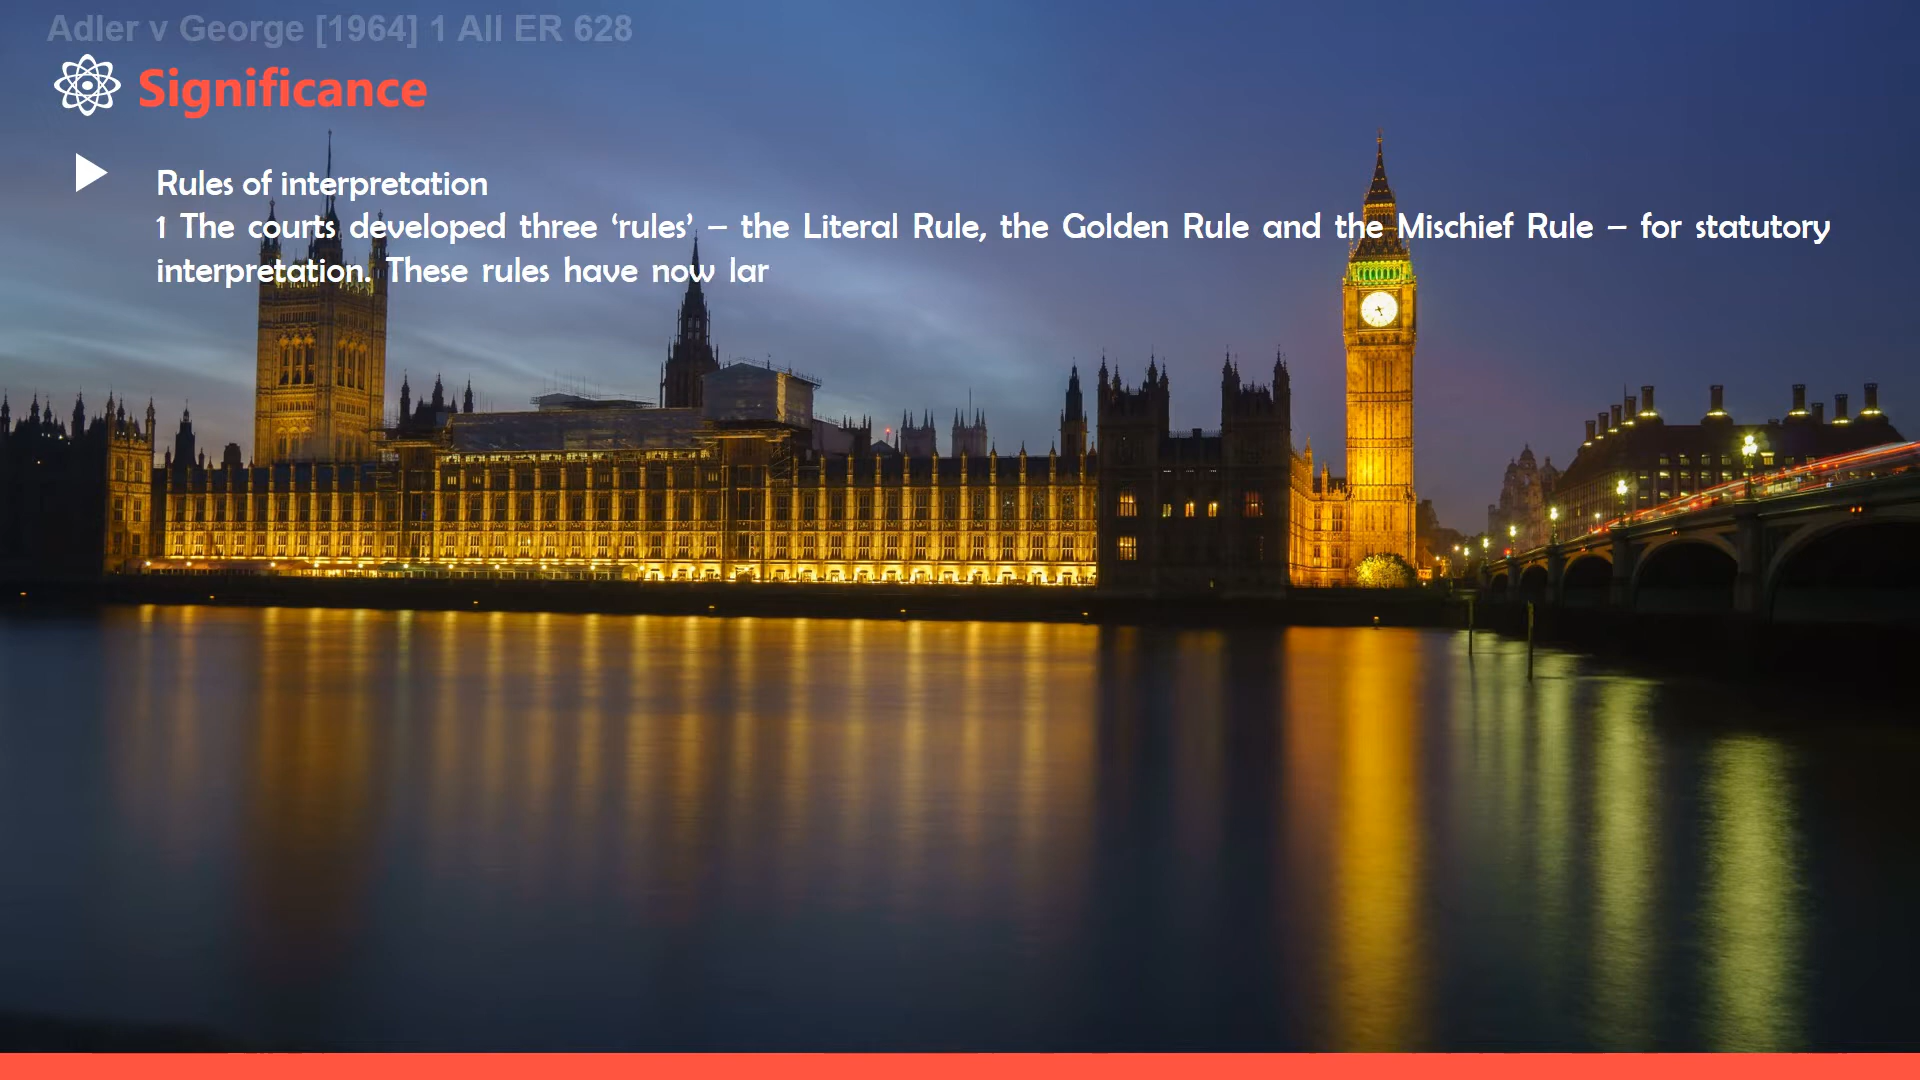 Adler v George [1964] 1 All ER 628
Significance
Rules of interpretation
1 The courts developed three ‘rules’ – the Literal Rule, the Golden Rule and the Mischief Rule – for statutory
interpretation. These rules have now lar